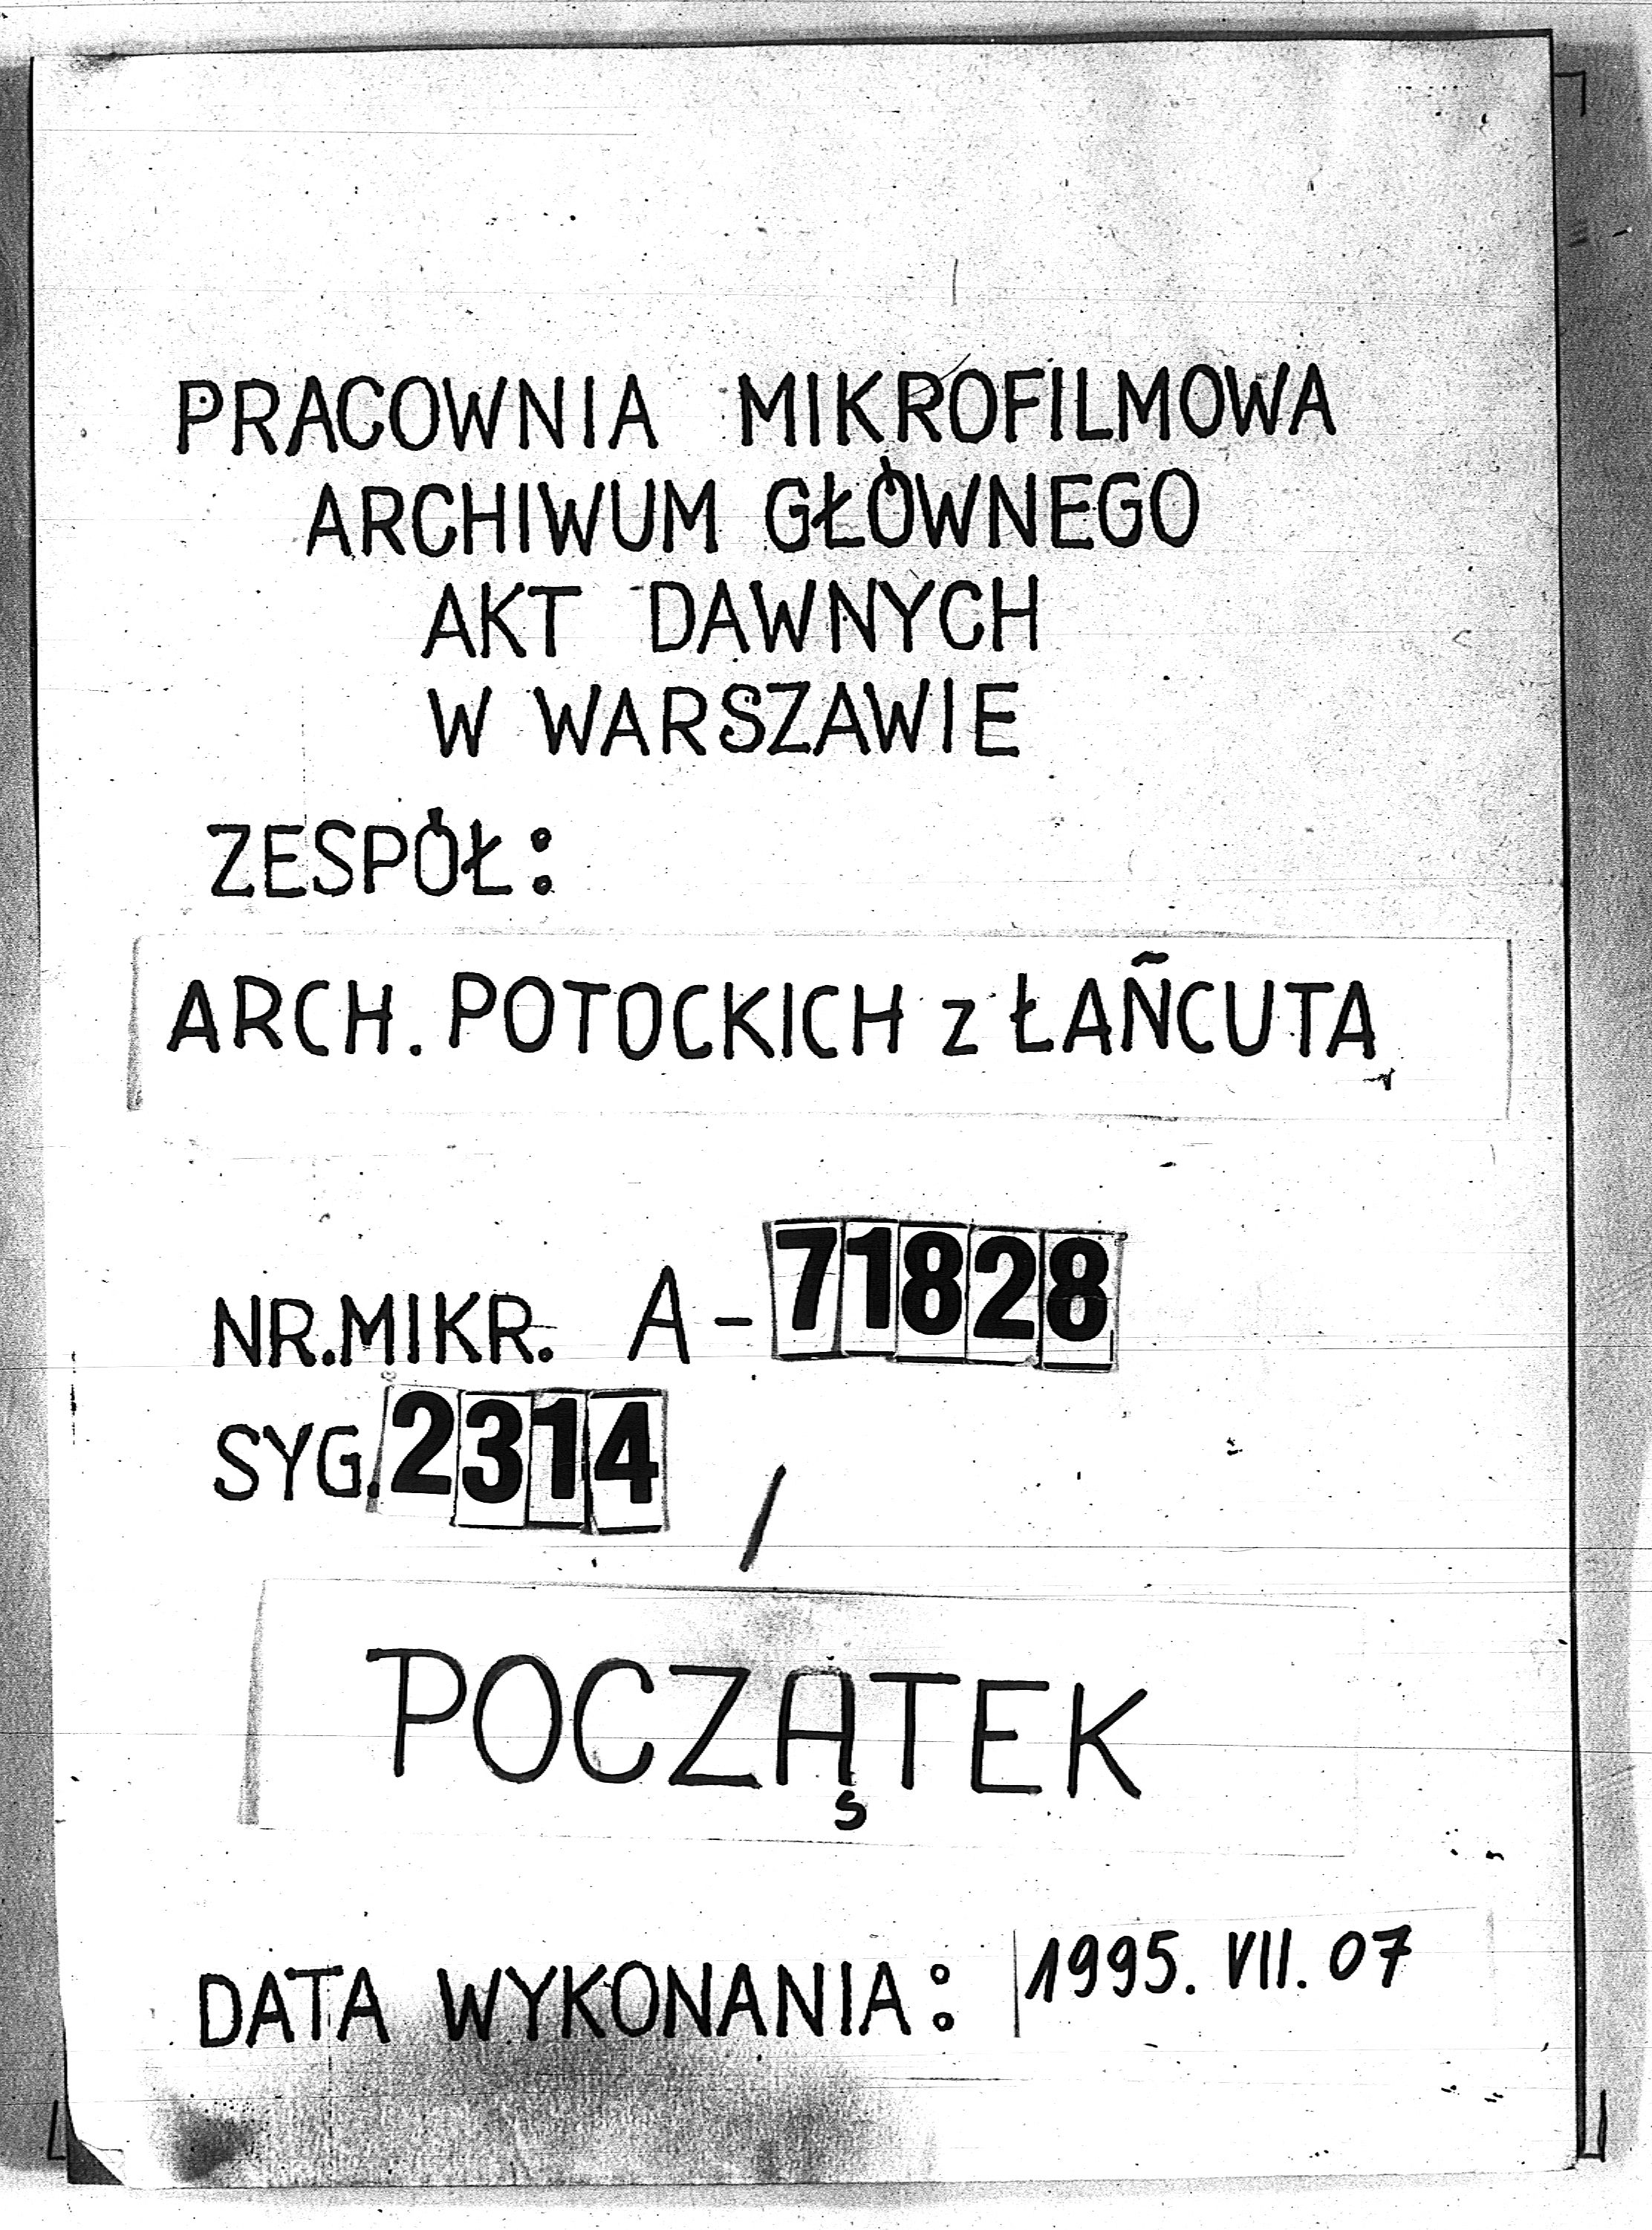 PRACOWNIA MIKROFILMOWA
ARCHIWUM GŁÓWNEGO
AKT DAWNYCH
W WARSZAWIE
ZESPÓŁ:
ARCH. POTOCKICH z ŁAŃCUTA
NR.MIKR. A-71828
SYG.2314 /
POCZĄTEK
DATA WYKONANIA: 1995. VII. 07